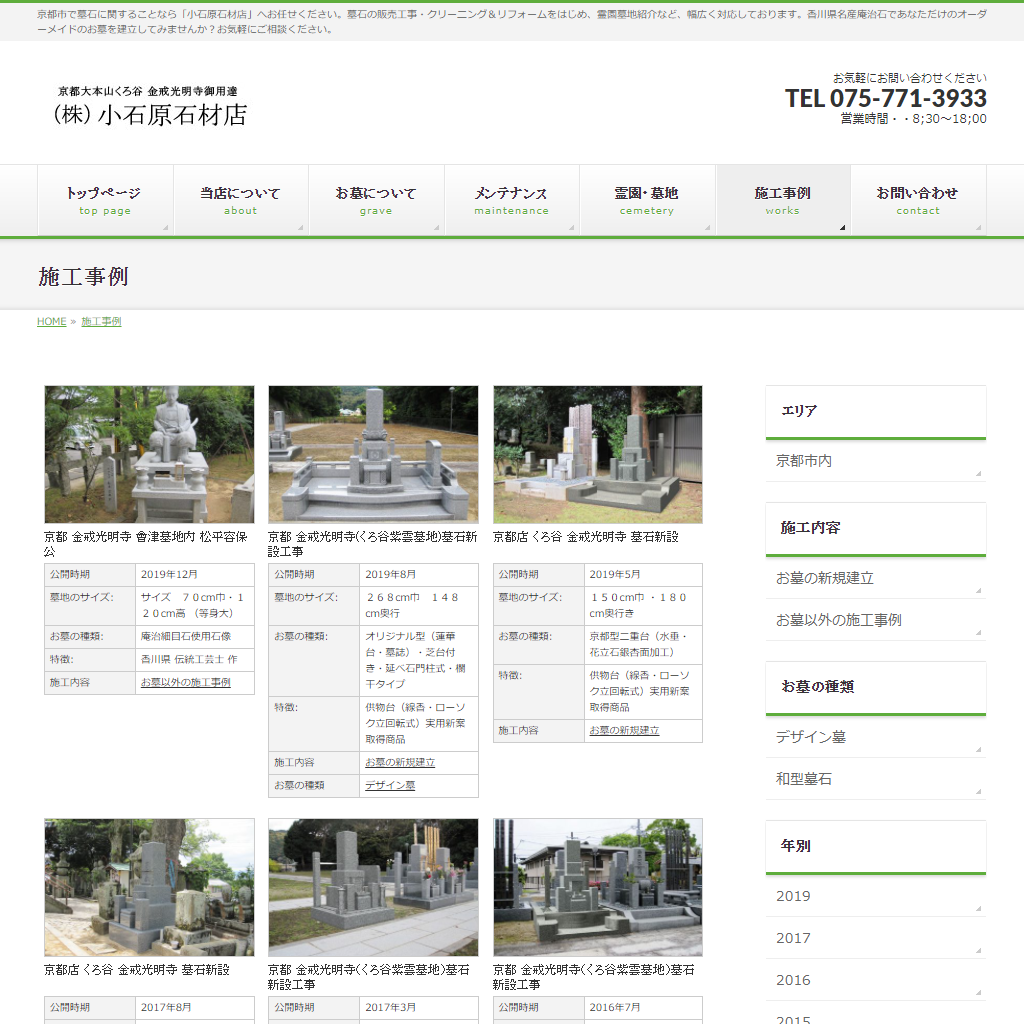 京都市で墓石に関することなら「小石原石材店」へお任せください。墓石の販売工事・クリーニング＆リフォームをはじめ、霊園墓地紹介など、幅広く対応しております。香川県名産庵治石であなただけのオーダ
ーメイドのお墓を建立してみませんか？お気軽にご相談ください。
京都大本山くろ谷 金戒光明寺御用達
（株）小石原石材店
お気軽にお問い合わせください
TEL 075-771-3933
営業時間・・8;30～18;00
トップページ
top page
当店について
about
お墓について
grave
メンテナンス
maintenance
霊園・墓地
cemetery
施工事例
works
お問い合わせ
contact
施工事例
HOME » 施工事例
京都 金戒光明寺 會津墓地内 松平容保
公
公開時期 2019年12月
墓地のサイズ: サイズ　７０cm巾・１
２０cm高 （等身大）
お墓の種類: 庵治細目石使用石像
特徴: 香川県 伝統工芸士 作
施工内容 お墓以外の施工事例
京都 金戒光明寺(くろ谷紫雲墓地)墓石新
設工事
公開時期 2019年8月
墓地のサイズ: ２６８cm巾　１４８
cm奥行
お墓の種類: オリジナル型（蓮華
台・墓誌）・芝台付
き・延べ石門柱式・欄
干タイプ
特徴: 供物台（線香・ローソ
ク立回転式）実用新案
取得商品
施工内容 お墓の新規建立
お墓の種類 デザイン墓
京都店 くろ谷 金戒光明寺 墓石新設
公開時期 2019年5月
墓地のサイズ: １５０cm巾 ・１８０
cm奥行き
お墓の種類: 京都型二重台（水垂・
花立石銀杏面加工）
特徴: 供物台（線香・ローソ
ク立回転式）実用新案
取得商品
施工内容 お墓の新規建立
京都店 くろ谷 金戒光明寺 墓石新設
公開時期 2017年8月
京都 金戒光明寺(くろ谷紫雲墓地)墓石
新設工事
公開時期 2017年3月
京都 金戒光明寺(くろ谷紫雲墓地)墓石
新設工事
公開時期 2016年7月
エリア
京都市内
施工内容
お墓の新規建立
お墓以外の施工事例
お墓の種類
デザイン墓
和型墓石
年別
2019
2017
2016
2015